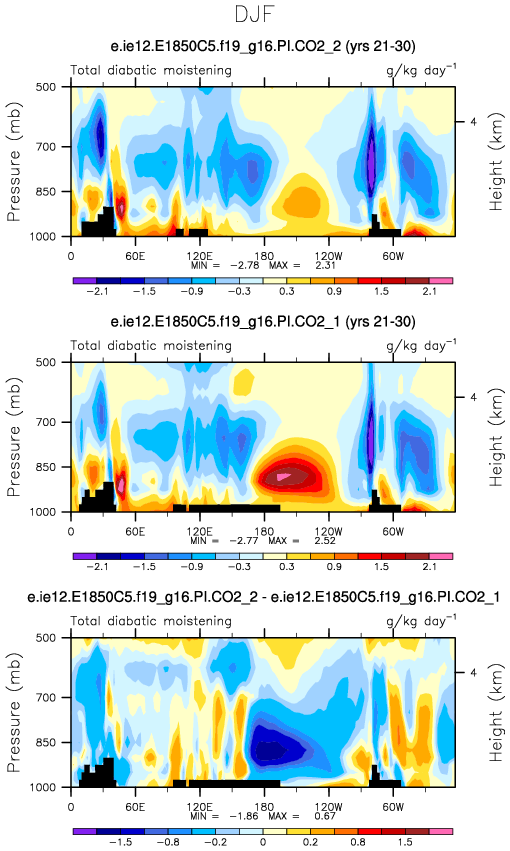 DJF
e.ie12.E1850C5.f19_g16.PI.CO2_2 (yrs 21-30)
Total diabatic moistening g/kg day⁻¹
Pressure (mb)
500
700
850
1000
4
Height (km)
0 60E 120E 180 120W 60W
MIN = -2.78 MAX = 2.31
-2.1 -1.5 -0.9 -0.3 0.3 0.9 1.5 2.1
e.ie12.E1850C5.f19_g16.PI.CO2_1 (yrs 21-30)
Total diabatic moistening g/kg day⁻¹
Pressure (mb)
500
700
850
1000
4
Height (km)
0 60E 120E 180 120W 60W
MIN = -2.77 MAX = 2.52
-2.1 -1.5 -0.9 -0.3 0.3 0.9 1.5 2.1
e.ie12.E1850C5.f19_g16.PI.CO2_2 - e.ie12.E1850C5.f19_g16.PI.CO2_1
Total diabatic moistening g/kg day⁻¹
Pressure (mb)
500
700
850
1000
4
Height (km)
0 60E 120E 180 120W 60W
MIN = -1.86 MAX = 0.67
-1.5 -0.8 -0.2 0 0.2 0.8 1.5